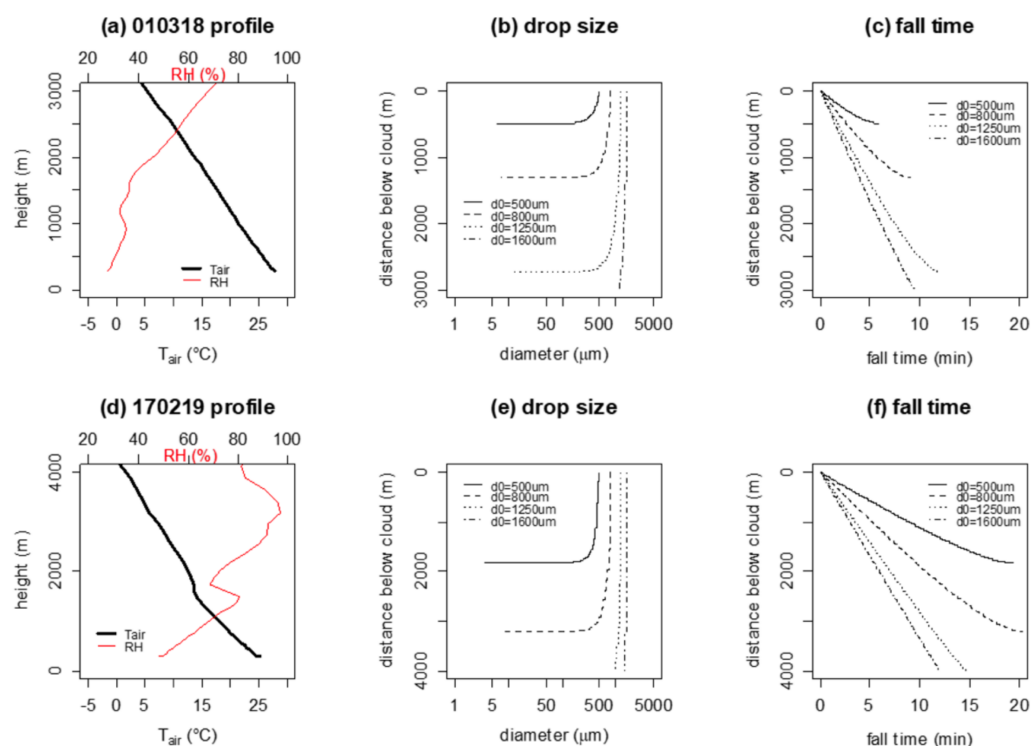 (a) 010318 profile
(b) drop size
(c) fall time
20 40 60 80 100
RH (%)
height (m)
0 1000 2000 3000
Tair
RH
-5 0 5 15 25
Tair (ºC)
distance below cloud (m)
3000 2000 1000 0
d0=500um
d0=800um
d0=1250um
d0=1600um
1 5 50 500 5000
diameter (µm)
distance below cloud (m)
3000 2000 1000 0
d0=500um
d0=800um
d0=1250um
d0=1600um
0 5 10 15 20
fall time (min)
(d) 170219 profile
(e) drop size
(f) fall time
20 40 60 80 100
RH (%)
height (m)
0 2000 4000
Tair
RH
-5 0 5 15 25
Tair (ºC)
distance below cloud (m)
4000 2000 0
d0=500um
d0=800um
d0=1250um
d0=1600um
1 5 50 500 5000
diameter (µm)
distance below cloud (m)
4000 2000 0
d0=500um
d0=800um
d0=1250um
d0=1600um
0 5 10 15 20
fall time (min)